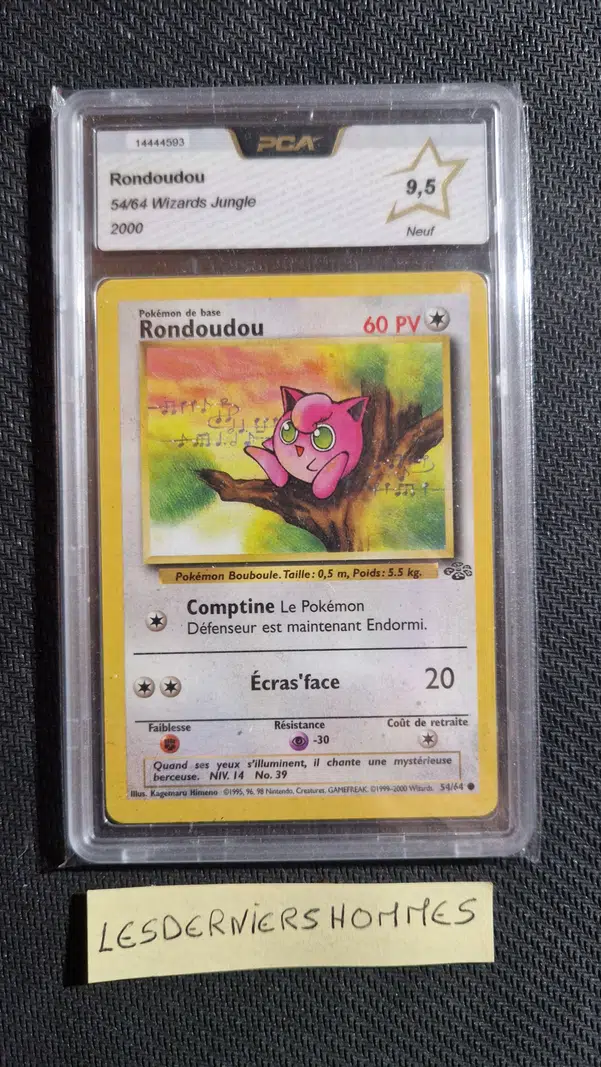 14444593
PCA
Rondoudou
54/64 Wizards Jungle
2000
9,5
Neuf
Pokémon de base
Rondoudou
60 PV
Pokémon Bouboule. Taille: 0,5 m, Poids: 5.5 kg.
Comptine Le Pokémon
Défenseur est maintenant Endormi.
Écras'face 20
Faiblesse Résistance Coût de retraite
-30
Quand ses yeux s'illuminent, il chante une mystérieuse
berceuse. NIV. 14 No. 39
Illus. Kagemaru Himeno ©1995, 96, 98 Nintendo, Creatures, GAMEFREAK. ©1999-2000 Wizards. 54/64
LESDERNIERSHOMMES